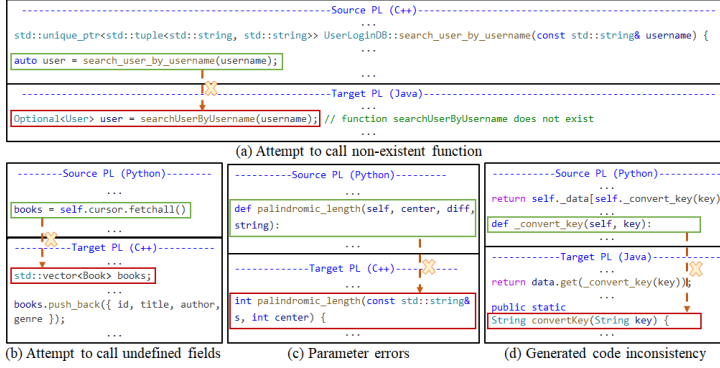 --------------------------------------Source PL (C++)--------------------------------------
...
std::unique_ptr<std::tuple<std::string, std::string>> UserLoginDB::search_user_by_username(const std::string& username) {
...
auto user = search_user_by_username(username);
...
--------------------------------------Target PL (Java)--------------------------------------
...
Optional<User> user = searchUserByUsername(username); // function searchUserByUsername does not exist
...
(a) Attempt to call non-existent function
--------Source PL (Python)--------
...
books = self.cursor.fetchall()
...
--------Target PL (C++)--------
...
std::vector<Book> books;
...
books.push_back({ id, title, author,
genre });
...
(b) Attempt to call undefined fields
--------Source PL (Python)--------
...
def palindromic_length(self, center, diff,
string):
...
--------Target PL (C++)--------
...
int palindromic_length(const std::string&
s, int center) {
...
(c) Parameter errors
--------Source PL (Python)--------
...
return self._data[self._convert_key(key)
...
def _convert_key(self, key):
...
--------Target PL (Java)--------
...
return data.get(_convert_key(key));
...
public static
String convertKey(String key) {
...
(d) Generated code inconsistency